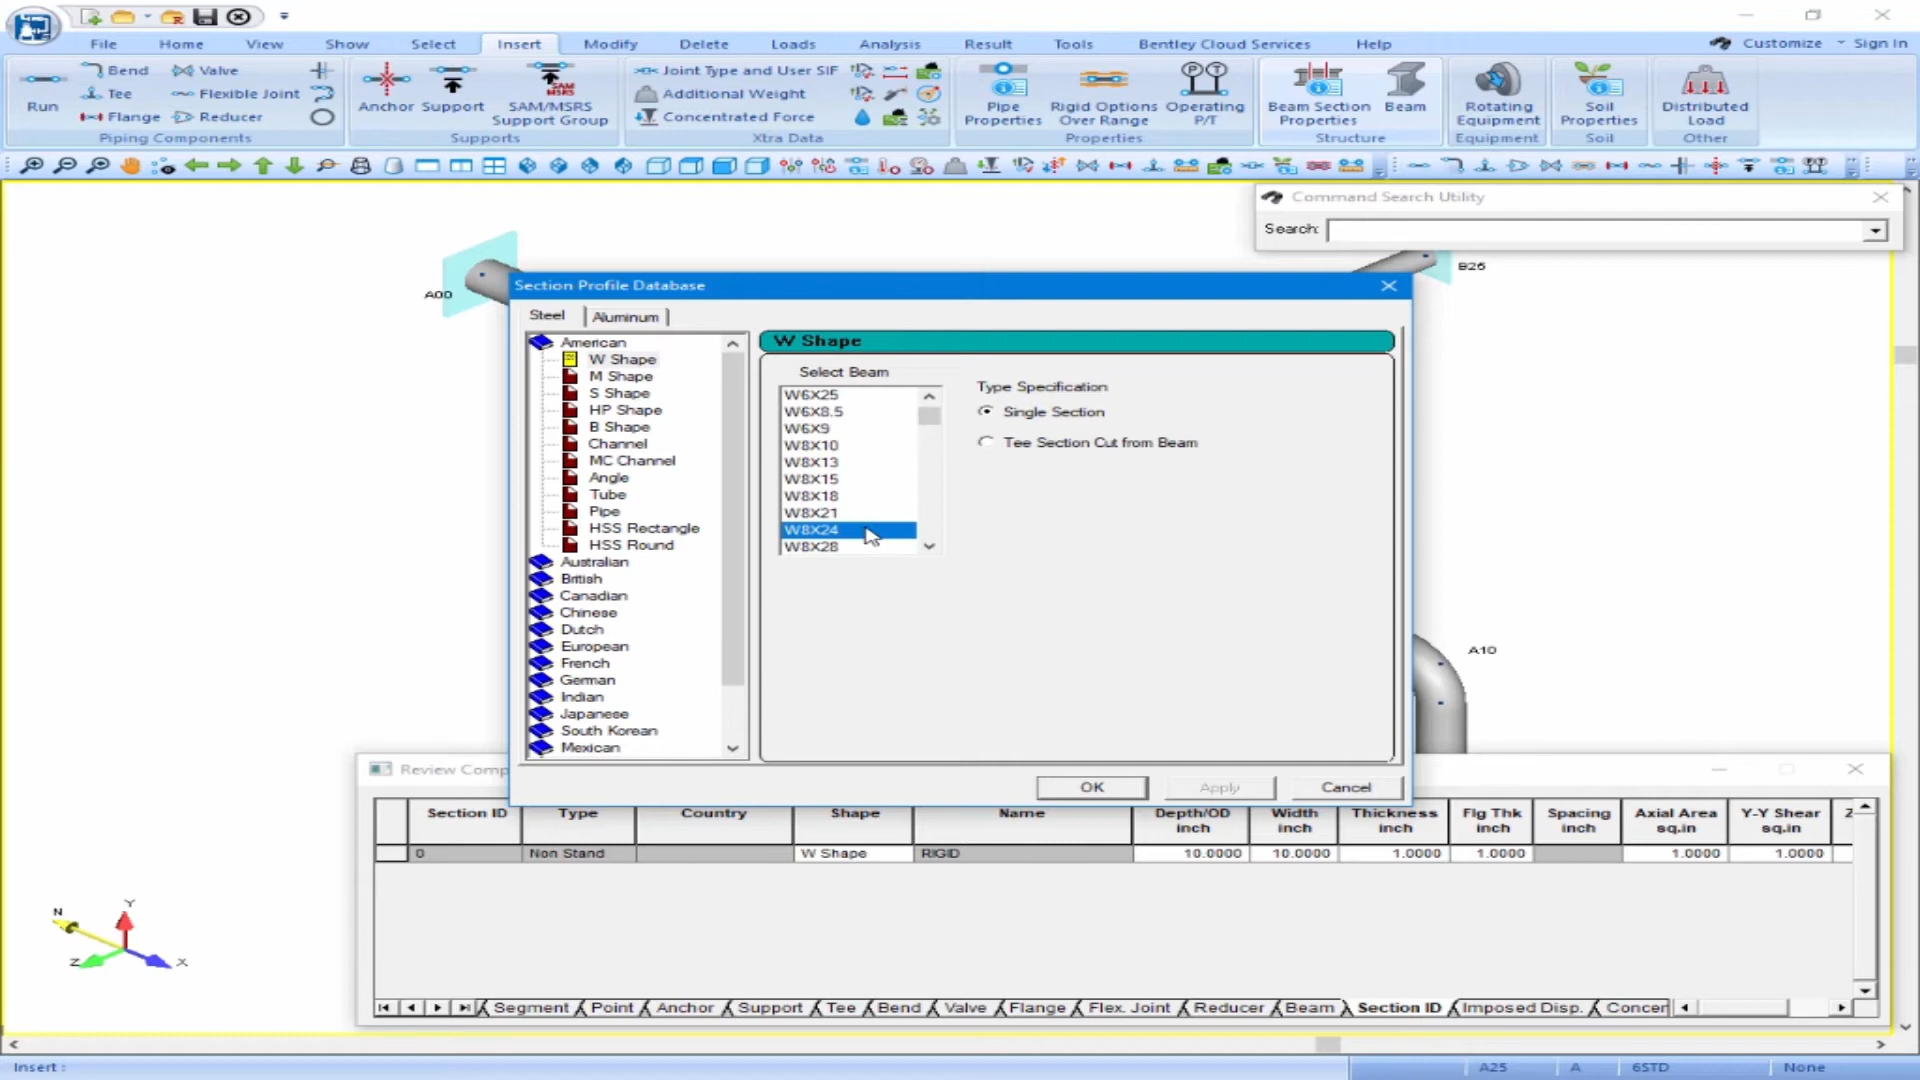 File Home View Show Select Insert Modify Delete Loads Analysis Result Tools Bentley Cloud Services Help Customize Sign In
Run
Bend
Tee
Flange
Valve
Flexible Joint
Reducer
Piping Components
Anchor
Support
SAM
MSRS
SAM/MSRS
Support Group
Supports
Joint Type and User SIF
Additional Weight
Concentrated Force
Xtra Data
Pipe
Properties
Rigid Options
Over Range
P T
Operating
P/T
Properties
Beam Section
Properties
Beam
Structure
Rotating
Equipment
Equipment
Soil
Properties
Soil
Distributed
Load
Other
Command Search Utility
Search:
A00
B26
A10
Section Profile Database
Steel Aluminum
American
W Shape
M Shape
S Shape
HP Shape
B Shape
Channel
MC Channel
Angle
Tube
Pipe
HSS Rectangle
HSS Round
Australian
British
Canadian
Chinese
Dutch
European
French
German
Indian
Japanese
South Korean
Mexican
W Shape
Select Beam
W6X25
W6X8.5
W6X9
W8X10
W8X13
W8X15
W8X18
W8X21
W8X24
W8X28
Type Specification
Single Section
Tee Section Cut from Beam
OK Apply Cancel
Review Comp
Section ID Type Country Shape Name Depth/OD inch Width inch Thickness inch Flg Thk inch Spacing inch Axial Area sq.in Y-Y Shear sq.in Z
0 Non Stand W Shape RIGID 10.0000 10.0000 1.0000 1.0000 1.0000 1.0000
Segment Point Anchor Support Tee Bend Valve Flange Flex. Joint Reducer Beam Section ID Imposed Disp. Concer
N Y Z X
Insert : A25 A 6STD None